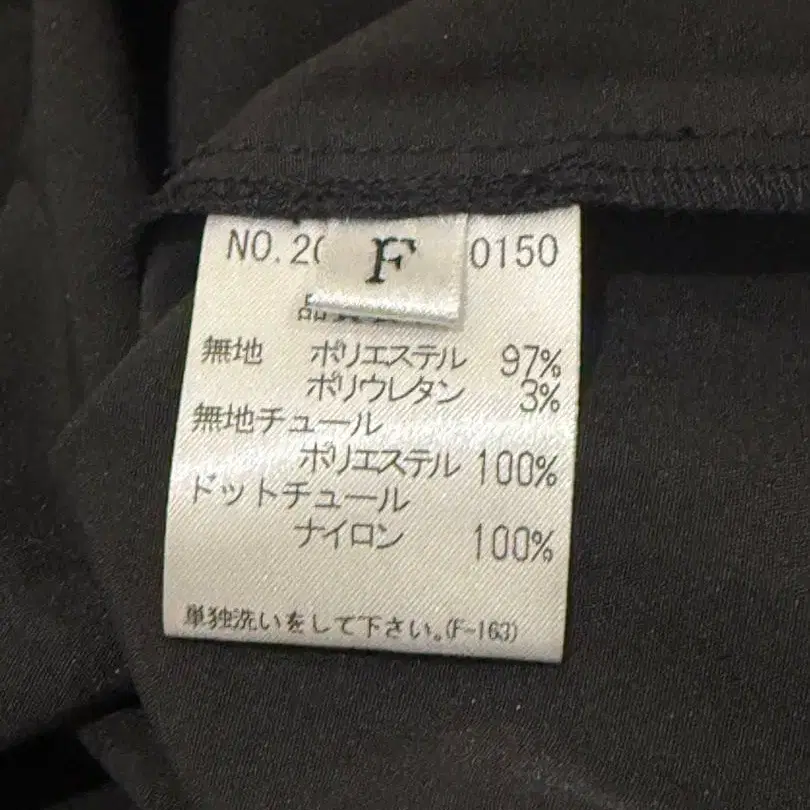 NO.20 F 0150
無地 ポリエステル 97%
ポリウレタン 3%
無地チュール
ポリエステル 100%
ドットチュール
ナイロン 100%
単独洗いをして下さい。(F-163)